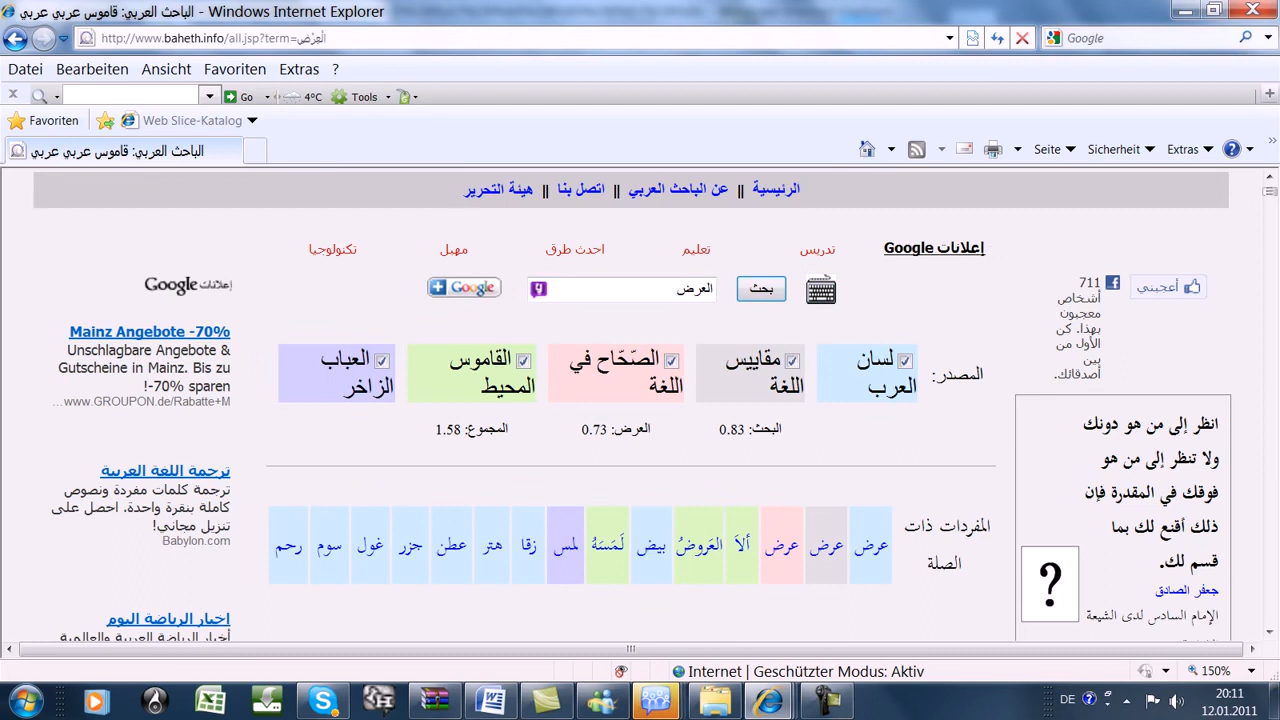 الباحث العربي: قاموس عربي عربي - Windows Internet Explorer
http://www.baheth.info/all.jsp?term=العِرْض
Google
Datei Bearbeiten Ansicht Favoriten Extras ?
Go 4°C Tools
Favoriten Web Slice-Katalog
الباحث العربي: قاموس عربي عربي
Seite Sicherheit Extras
الرئيسية || عن الباحث العربي || اتصل بنا || هيئة التحرير
إعلانات Google تدريس تعليم احدث طرق مهبل تكنولوجيا
بحث العرض Google
المصدر:
لسان العرب
مقاييس اللغة
الصّحّاح في اللغة
القاموس المحيط
العباب الزاخر
البحث: 0.83 العرض: 0.73 المجموع: 1.58
المفردات ذات الصلة
عرض عرض عرض ألاَ العَروضُ بيض لَمَسَهُ لمس زقا هتر عطن جزر غول سوم رحم
أعجبني
711
أشخاص
معجبون
بهذا. كن
الأول من
بين
أصدقائك.
انظر إلى من هو دونك
ولا تنظر إلى من هو
فوقك في المقدرة فإن
ذلك أقنع لك بما
قسم لك.
جعفر الصادق
الإمام السادس لدى الشيعة
?
إعلانات Google
Mainz Angebote -70%
Unschlagbare Angebote &
Gutscheine in Mainz. Bis zu
-70% sparen!
www.GROUPON.de/Rabatte+M...
ترجمة اللغة العربية
ترجمة كلمات مفردة ونصوص
كاملة بنقرة واحدة. احصل على
تنزيل مجاني!
Babylon.com
اخبار الرياضة اليوم
أخبار الرياضة العربية والعالمية
Internet | Geschützter Modus: Aktiv
150%
DE
20:11
12.01.2011